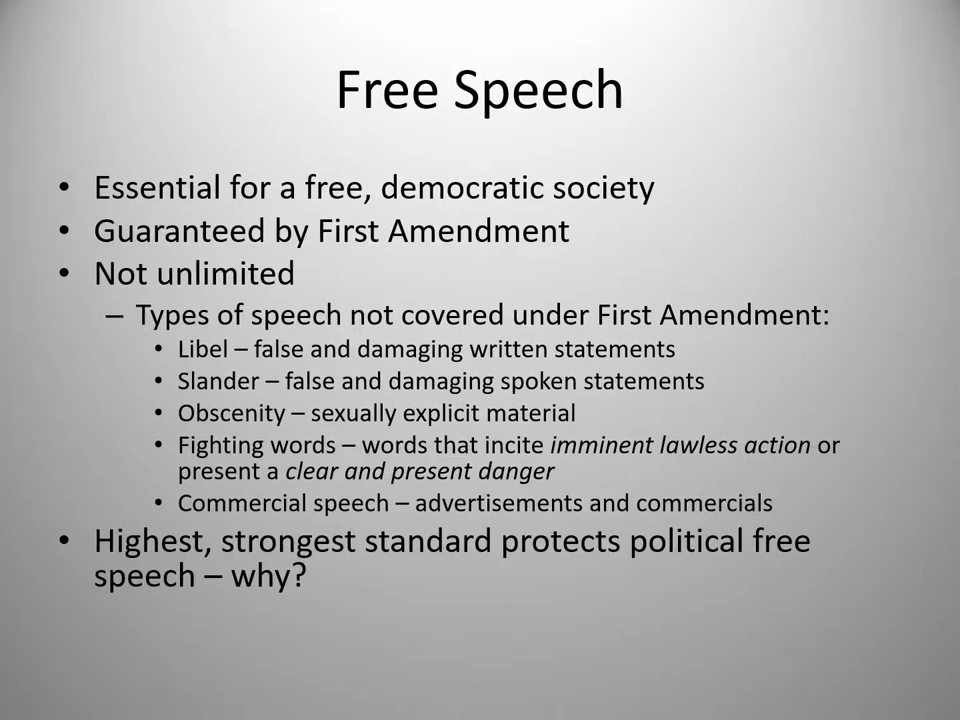 Free Speech
• Essential for a free, democratic society
• Guaranteed by First Amendment
• Not unlimited
– Types of speech not covered under First Amendment:
• Libel – false and damaging written statements
• Slander – false and damaging spoken statements
• Obscenity – sexually explicit material
• Fighting words – words that incite imminent lawless action or
present a clear and present danger
• Commercial speech – advertisements and commercials
• Highest, strongest standard protects political free
speech – why?